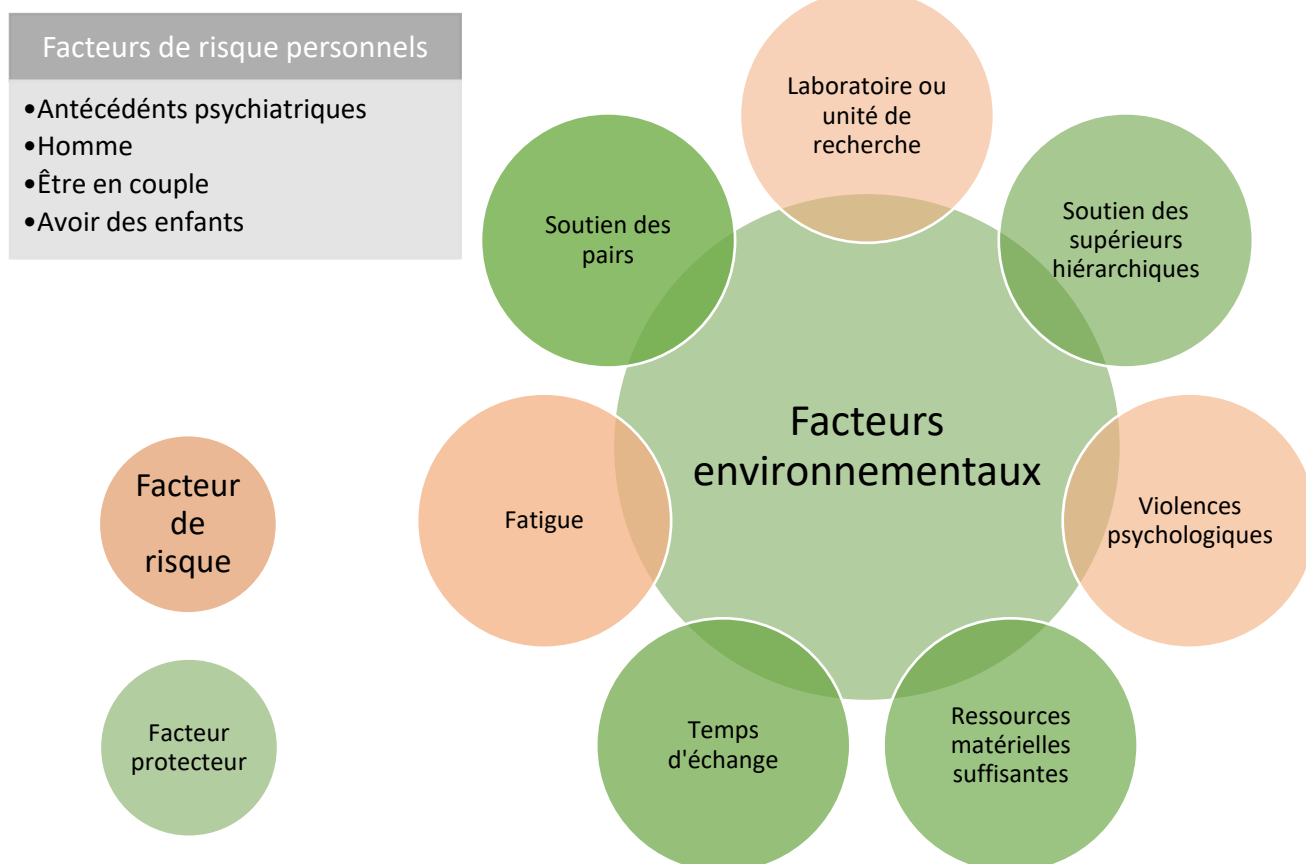 Facteurs de risque personnels
•Antécédénts psychiatriques
•Homme
•Être en couple
•Avoir des enfants
Laboratoire ou
unité de
recherche
Soutien des
pairs
Soutien des
supérieurs
hiérarchiques
Facteurs
environnementaux
Fatigue
Violences
psychologiques
Temps
d'échange
Ressources
matérielles
suffisantes
Facteur
de
risque
Facteur
protecteur